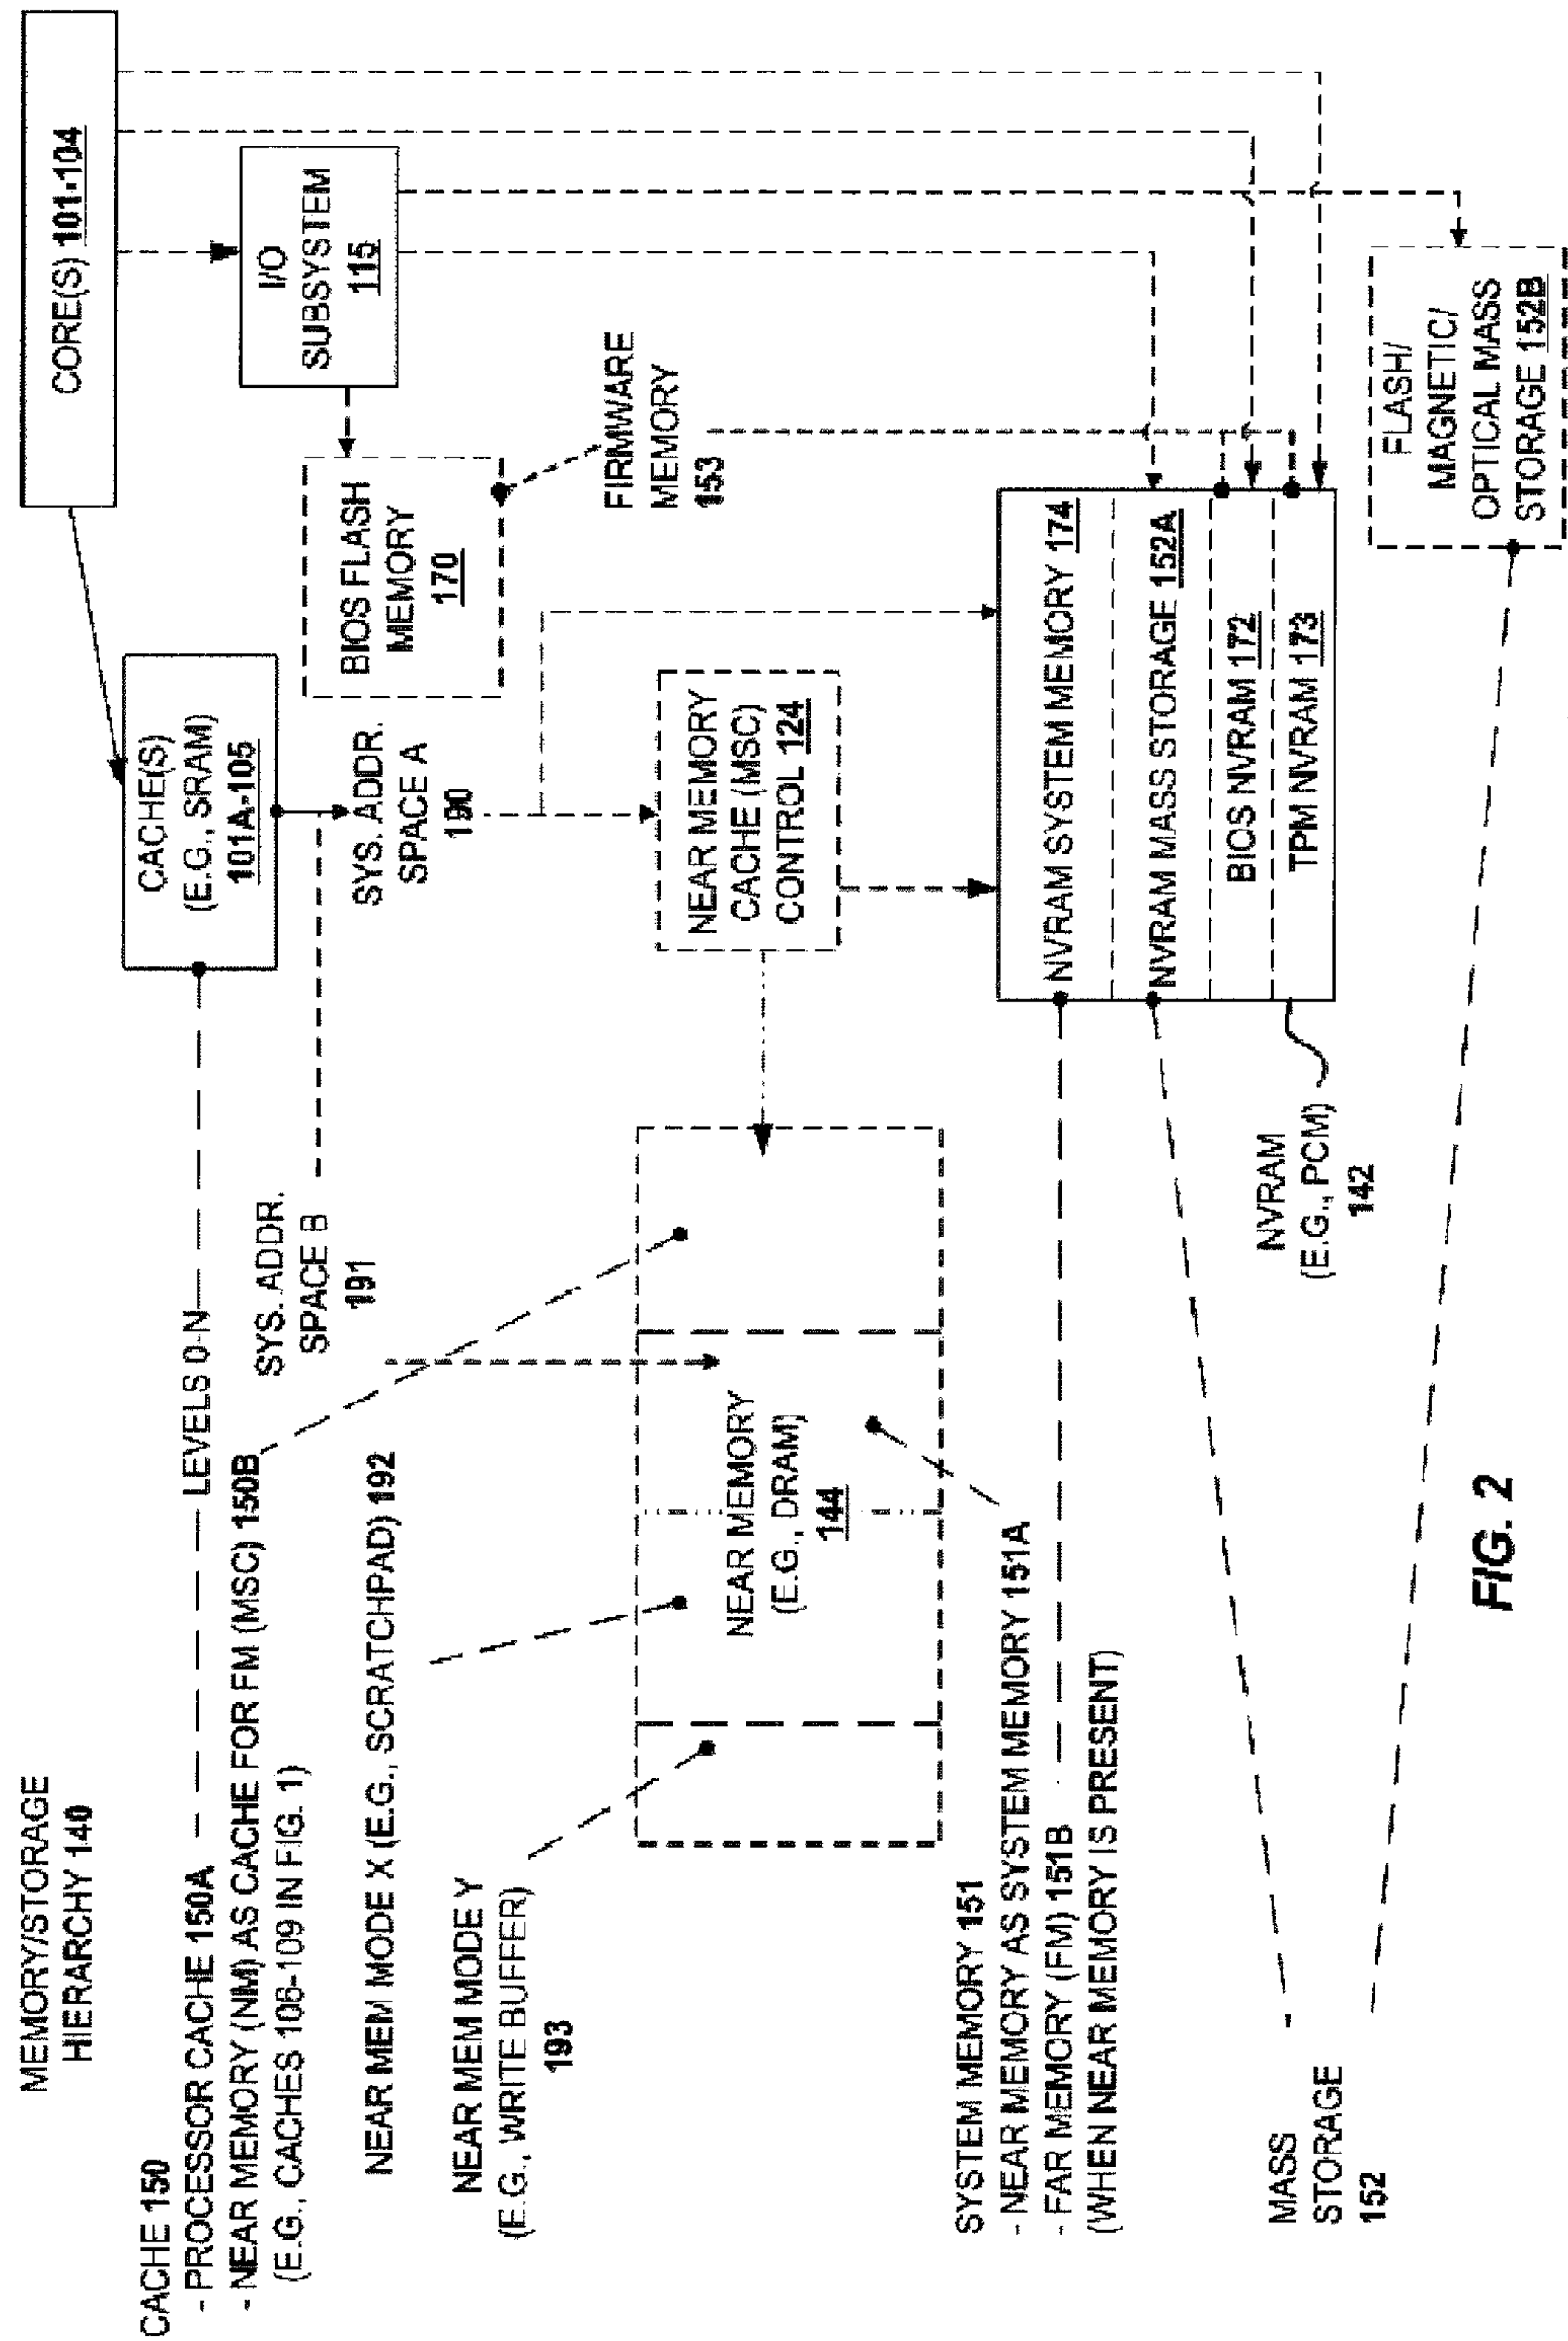 MEMORY/STORAGE
HIERARCHY 140
CORE(S) 101-104
CACHE 150
- PROCESSOR CACHE 150A
LEVELS 0-N
- NEAR MEMORY (NM) AS CACHE FOR FM (MSC) 150B
(E.G., CACHES 106-109 IN FIG. 1)
CACHE(S)
(E.G., SRAM)
101A-105
I/O
SUBSYSTEM
115
SYS. ADDR.
SPACE B
191
SYS. ADDR.
SPACE A
190
BIOS FLASH
MEMORY
170
NEAR MEM MODE X (E.G., SCRATCHPAD) 192
NEAR MEM MODE Y
(E.G., WRITE BUFFER)
193
FIRMWARE
MEMORY
153
NEAR MEMORY
(E.G., DRAM)
144
NEAR MEMORY
CACHE (MSC)
CONTROL 124
SYSTEM MEMORY 151
- NEAR MEMORY AS SYSTEM MEMORY 151A
- FAR MEMORY (FM) 151B
(WHEN NEAR MEMORY IS PRESENT)
NVRAM SYSTEM MEMORY 174
NVRAM MASS STORAGE 152A
BIOS NVRAM 172
TPM NVRAM 173
NVRAM
(E.G., PCM)
142
MASS
STORAGE
152
FLASH/
MAGNETIC/
OPTICAL MASS
STORAGE 152B
FIG. 2